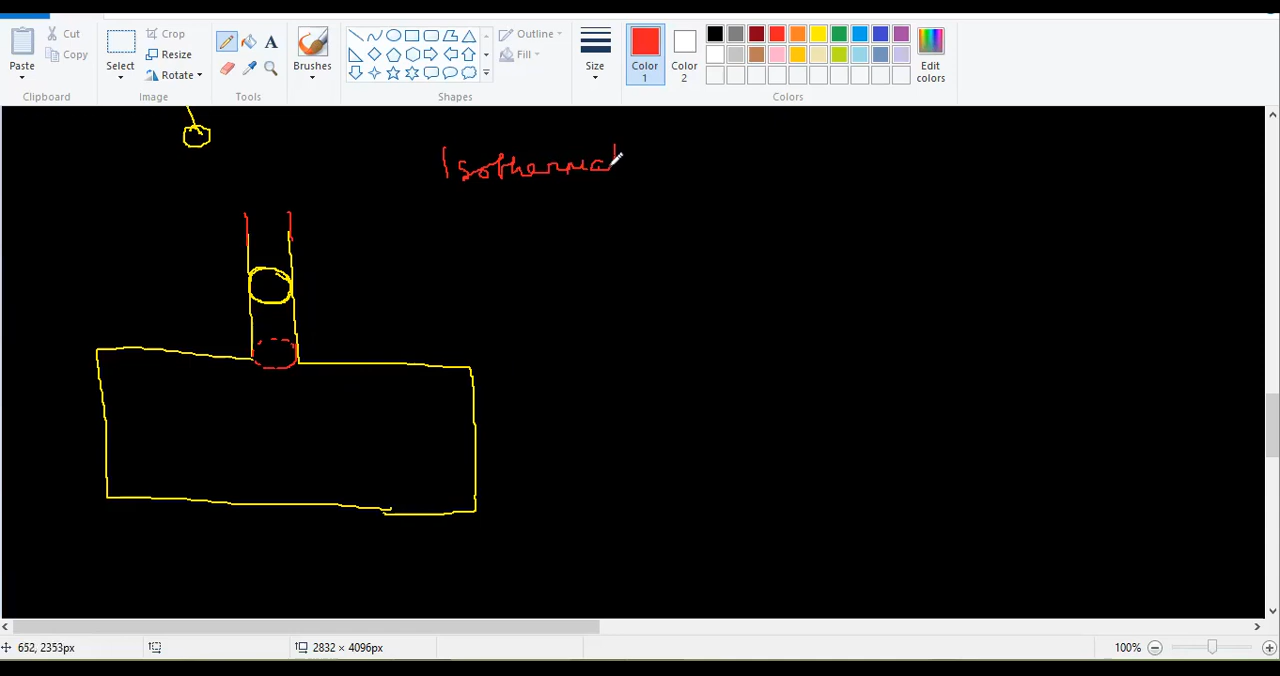 Cut
Copy
Paste
Clipboard
Select
Crop
Resize
Rotate
Image
A
Tools
Brushes
Outline
Fill
Shapes
Size
Color
1
Color
2
Edit
colors
Colors
Isothermal
652, 2353px
2832 × 4096px
100%